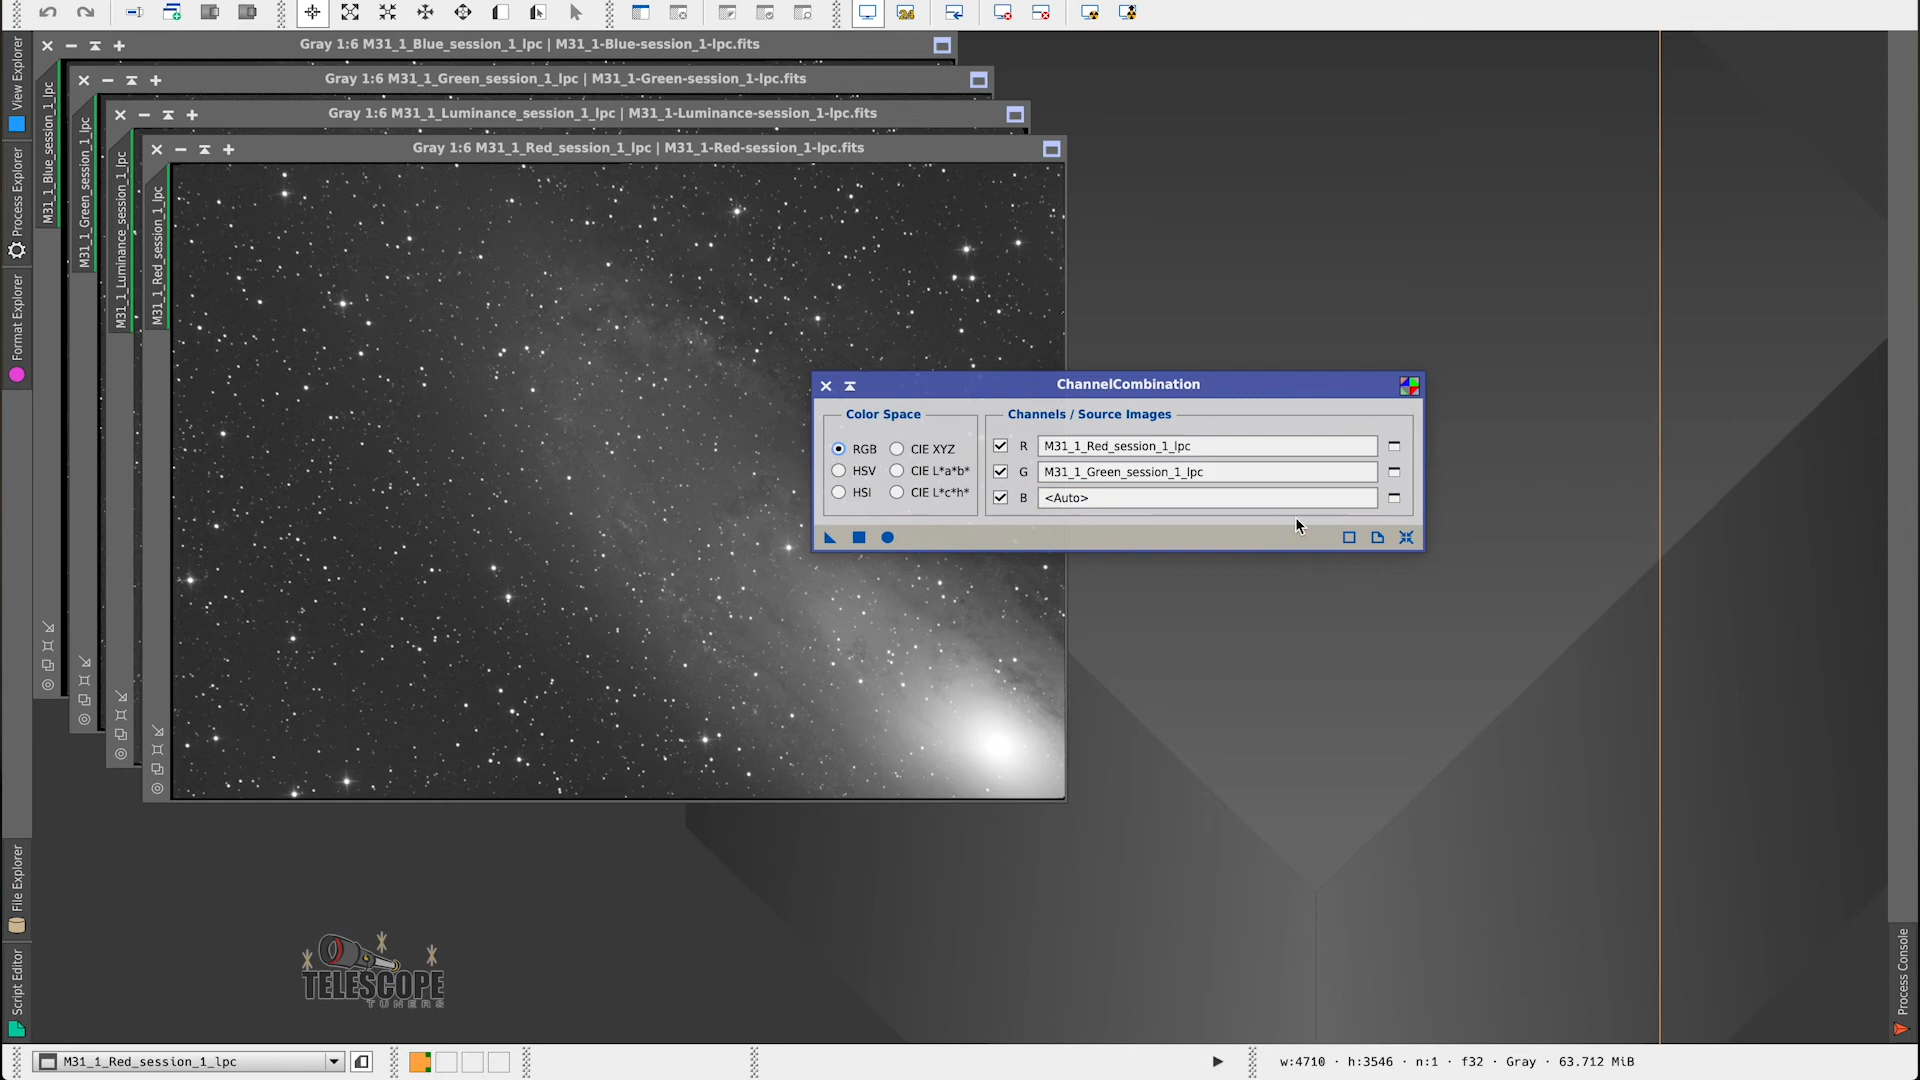 Gray 1:6 M31_1_Blue_session_1_lpc | M31_1-Blue-session_1-lpc.fits
Gray 1:6 M31_1_Green_session_1_lpc | M31_1-Green-session_1-lpc.fits
Gray 1:6 M31_1_Luminance_session_1_lpc | M31_1-Luminance-session_1-lpc.fits
Gray 1:6 M31_1_Red_session_1_lpc | M31_1-Red-session_1-lpc.fits
View Explorer
Process Explorer
Format Explorer
File Explorer
Script Editor
M31_1_Blue_session_1_lpc
M31_1_Green_session_1_lpc
M31_1_Luminance_session_1_lpc
M31_1_Red_session_1_lpc
ChannelCombination
Color Space
RGB
CIE XYZ
HSV
CIE L*a*b*
HSI
CIE L*c*h*
Channels / Source Images
R M31_1_Red_session_1_lpc
G M31_1_Green_session_1_lpc
B <Auto>
TELESCOPE
TUNERS
Process Console
M31_1_Red_session_1_lpc
w:4710 · h:3546 · n:1 · f32 · Gray · 63.712 MiB